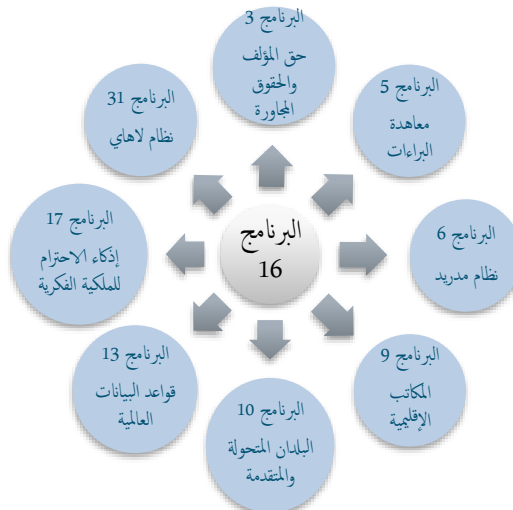 البرنامج 3
حق المؤلف
والحقوق
المجاورة
البرنامج 5
معاهدة
البراءات
البرنامج 6
نظام مدريد
البرنامج 9
المكاتب
الإقليمية
البرنامج 10
البلدان المتحولة
والمتقدمة
البرنامج 13
قواعد البيانات
العالمية
البرنامج 17
إذكاء الاحترام
للملكية الفكرية
البرنامج 31
نظام لاهاي
البرنامج
16